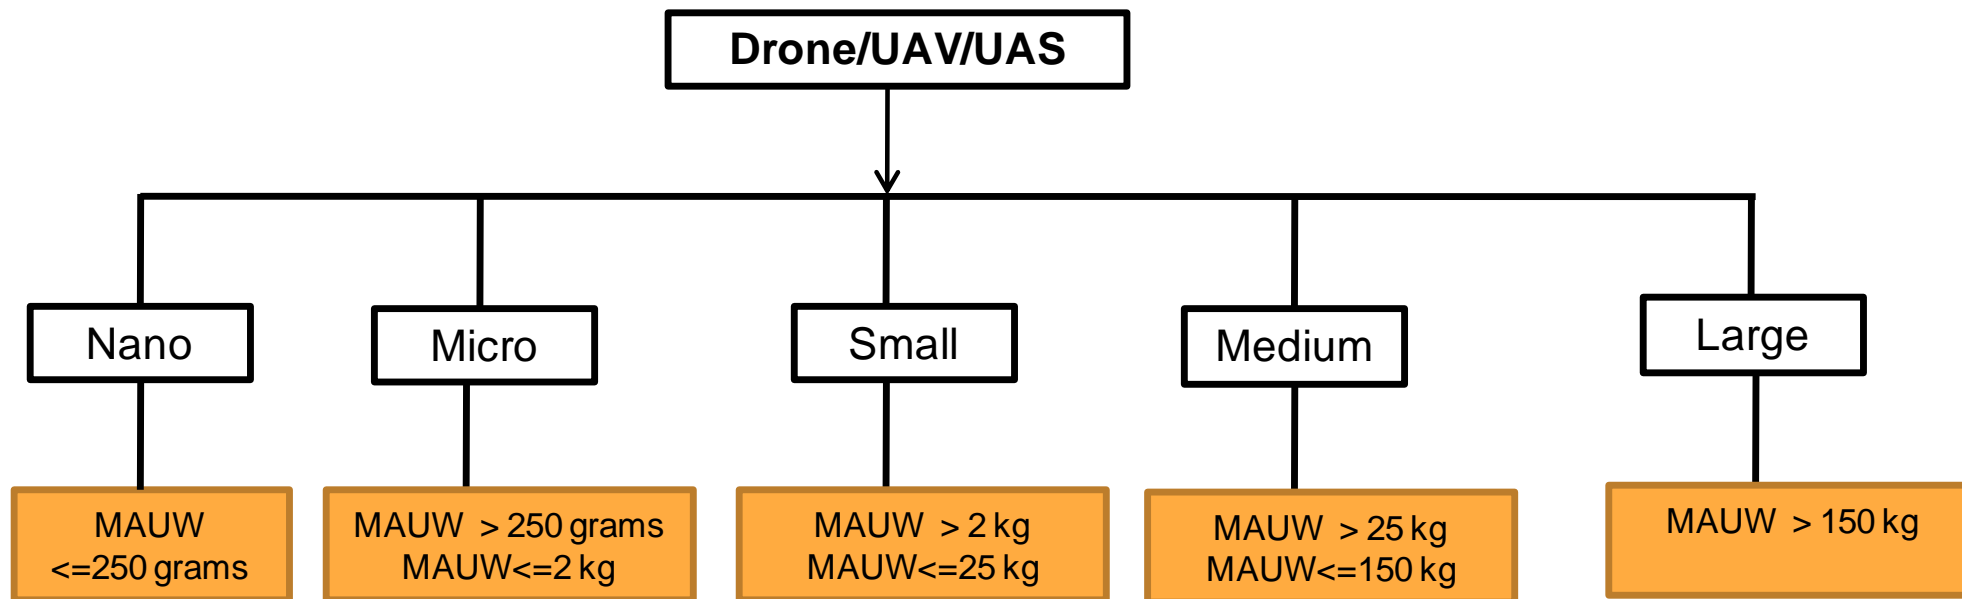 Drone/UAV/UAS
Nano
Micro
Small
Medium
Large
MAUW
<=250 grams
MAUW > 250 grams
MAUW<=2 kg
MAUW > 2 kg
MAUW<=25 kg
MAUW > 25 kg
MAUW<=150 kg
MAUW > 150 kg